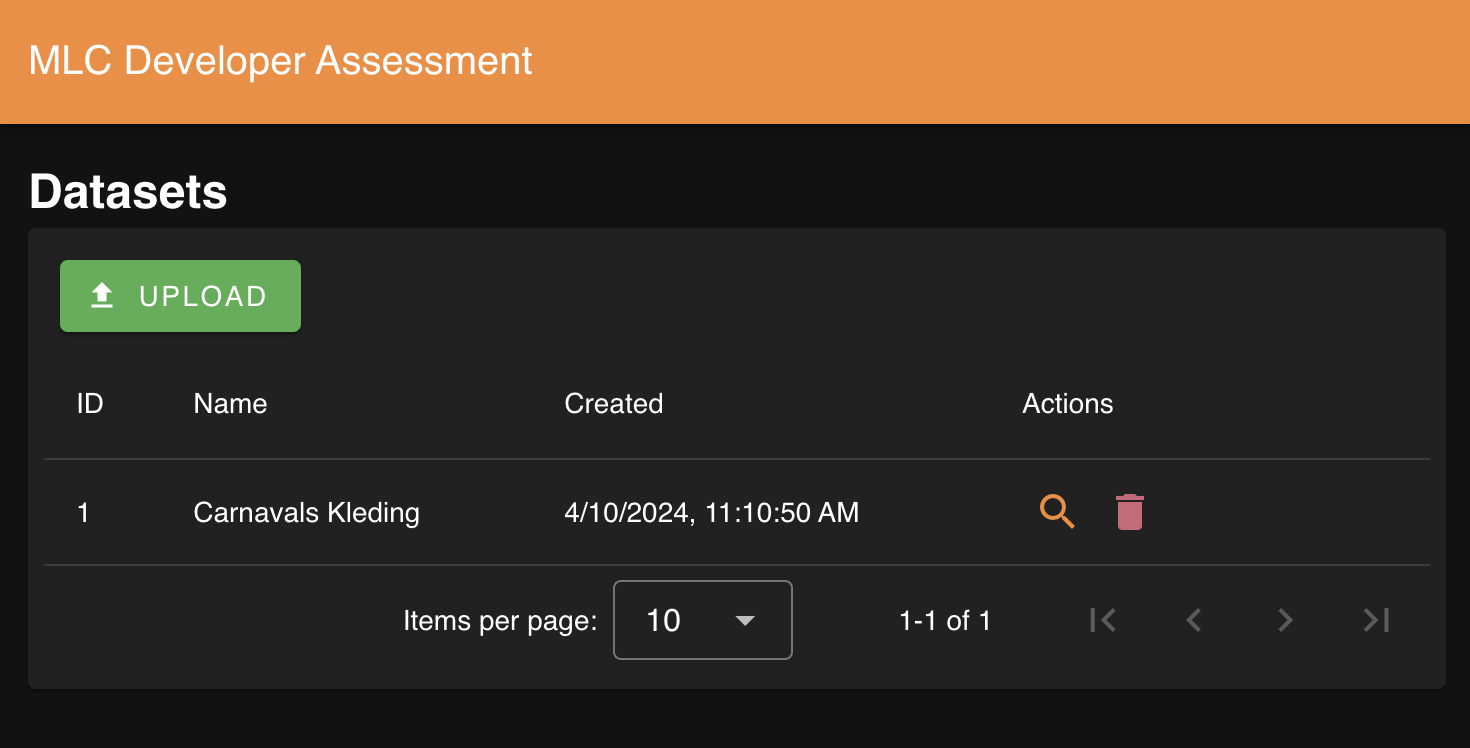 MLC Developer Assessment
Datasets
UPLOAD
ID Name Created Actions
1 Carnavals Kleding 4/10/2024, 11:10:50 AM
Items per page: 10 1-1 of 1